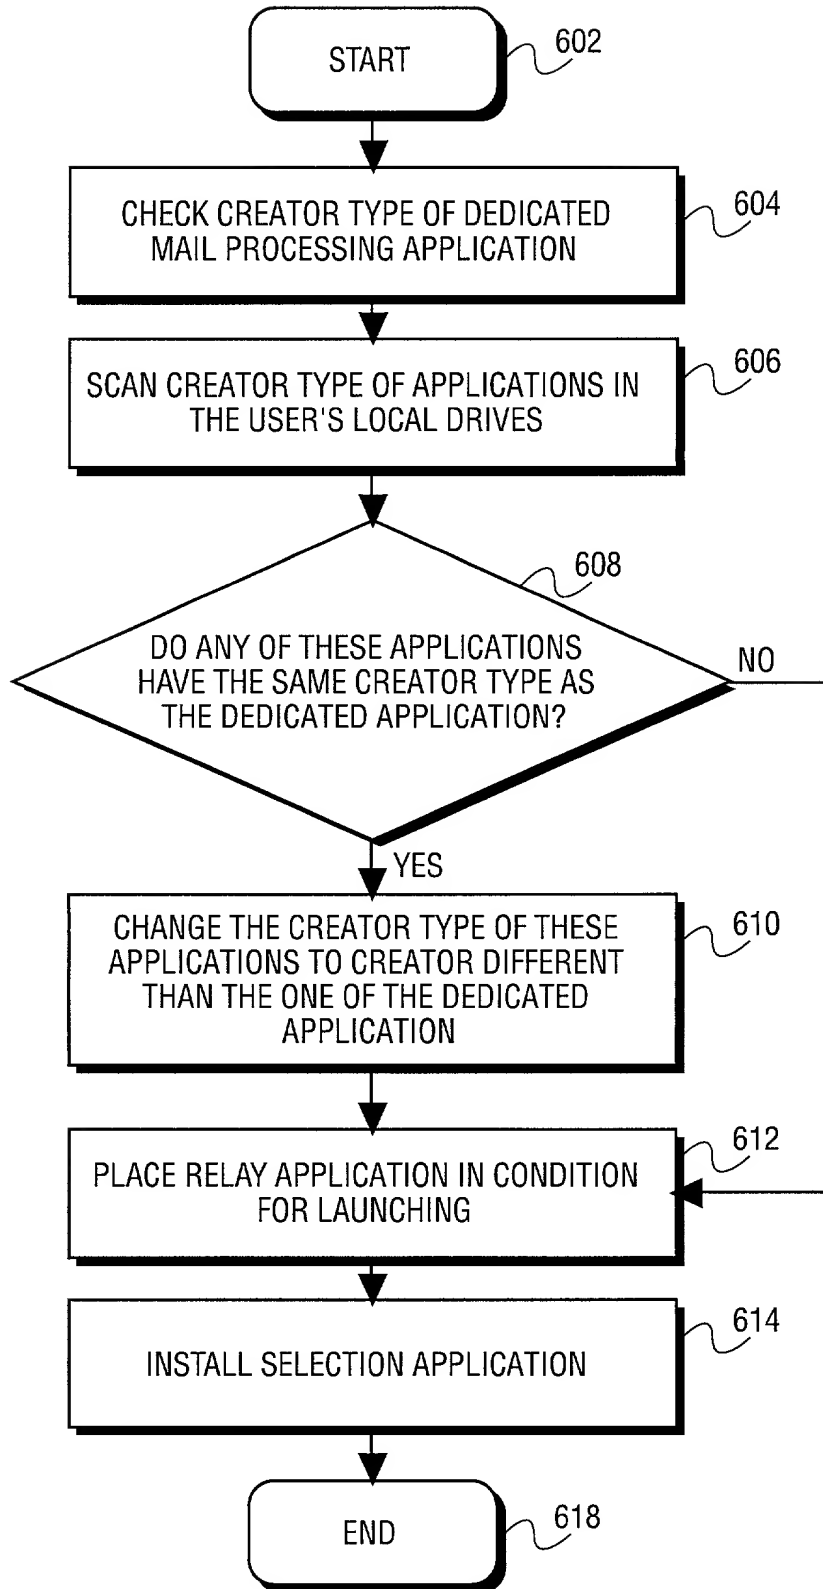 START
602
CHECK CREATOR TYPE OF DEDICATED
MAIL PROCESSING APPLICATION
604
SCAN CREATOR TYPE OF APPLICATIONS IN
THE USER'S LOCAL DRIVES
606
608
DO ANY OF THESE APPLICATIONS
HAVE THE SAME CREATOR TYPE AS
THE DEDICATED APPLICATION?
NO
YES
CHANGE THE CREATOR TYPE OF THESE
APPLICATIONS TO CREATOR DIFFERENT
THAN THE ONE OF THE DEDICATED
APPLICATION
610
PLACE RELAY APPLICATION IN CONDITION
FOR LAUNCHING
612
INSTALL SELECTION APPLICATION
614
END
618